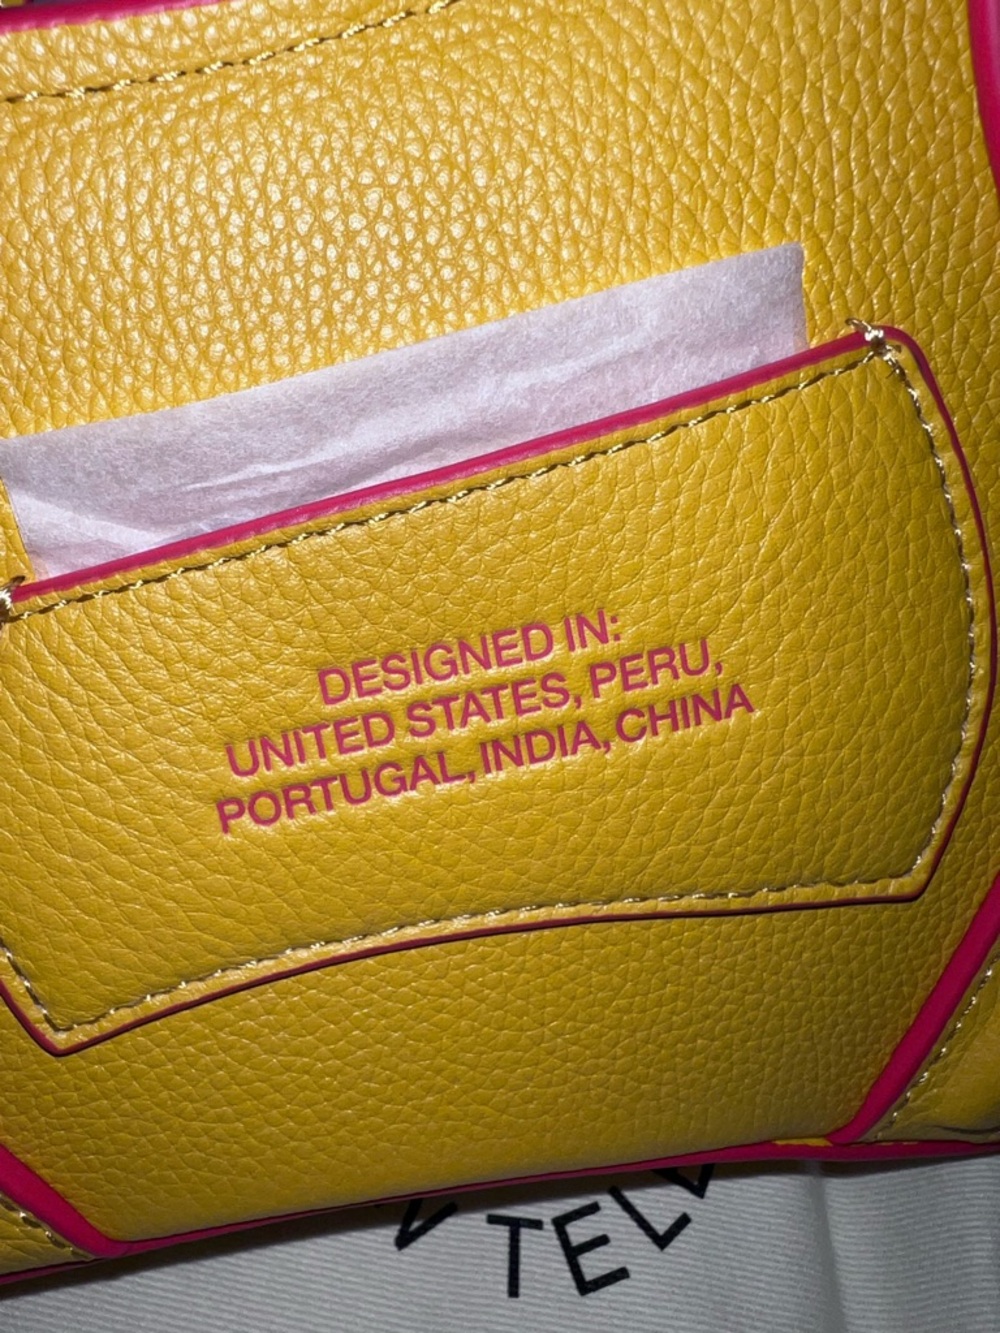 DESIGNED IN:
UNITED STATES, PERU,
PORTUGAL, INDIA, CHINA